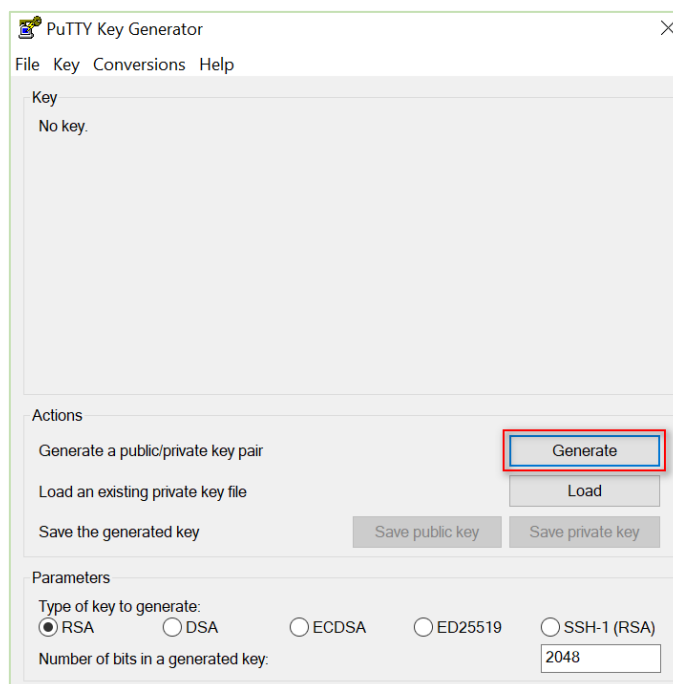 PuTTY Key Generator
File Key Conversions Help
Key
No key.
Actions
Generate a public/private key pair Generate
Load an existing private key file Load
Save the generated key Save public key Save private key
Parameters
Type of key to generate:
RSA DSA ECDSA ED25519 SSH-1 (RSA)
Number of bits in a generated key: 2048